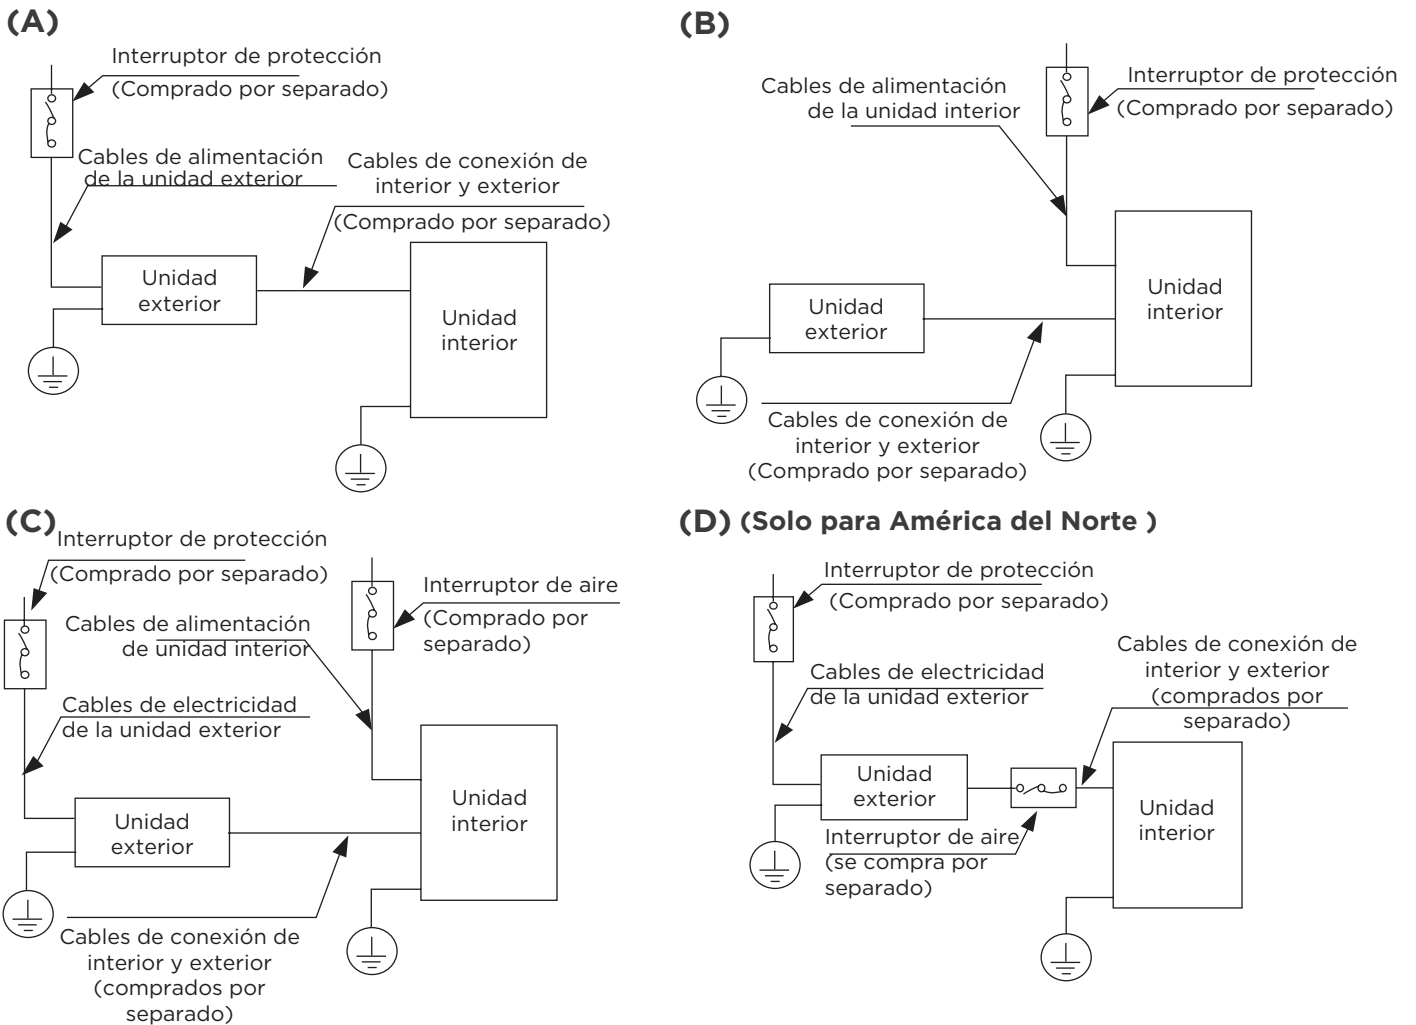 (A)
Interruptor de protección
(Comprado por separado)
Cables de alimentación
de la unidad exterior
Cables de conexión de
interior y exterior
(Comprado por separado)
Unidad
exterior
Unidad
interior
(B)
Cables de alimentación
de la unidad interior
Interruptor de protección
(Comprado por separado)
Unidad
exterior
Unidad
interior
Cables de conexión de
interior y exterior
(Comprado por separado)
(C)
Interruptor de protección
(Comprado por separado)
Interruptor de aire
(Comprado por
separado)
Cables de alimentación
de unidad interior
Cables de electricidad
de la unidad exterior
Unidad
exterior
Unidad
interior
Cables de conexión de
interior y exterior
(comprados por
separado)
(D) (Solo para América del Norte )
Interruptor de protección
(Comprado por separado)
Cables de electricidad
de la unidad exterior
Cables de conexión de
interior y exterior
(comprados por
separado)
Unidad
exterior
Interruptor de aire
(se compra por
separado)
Unidad
interior